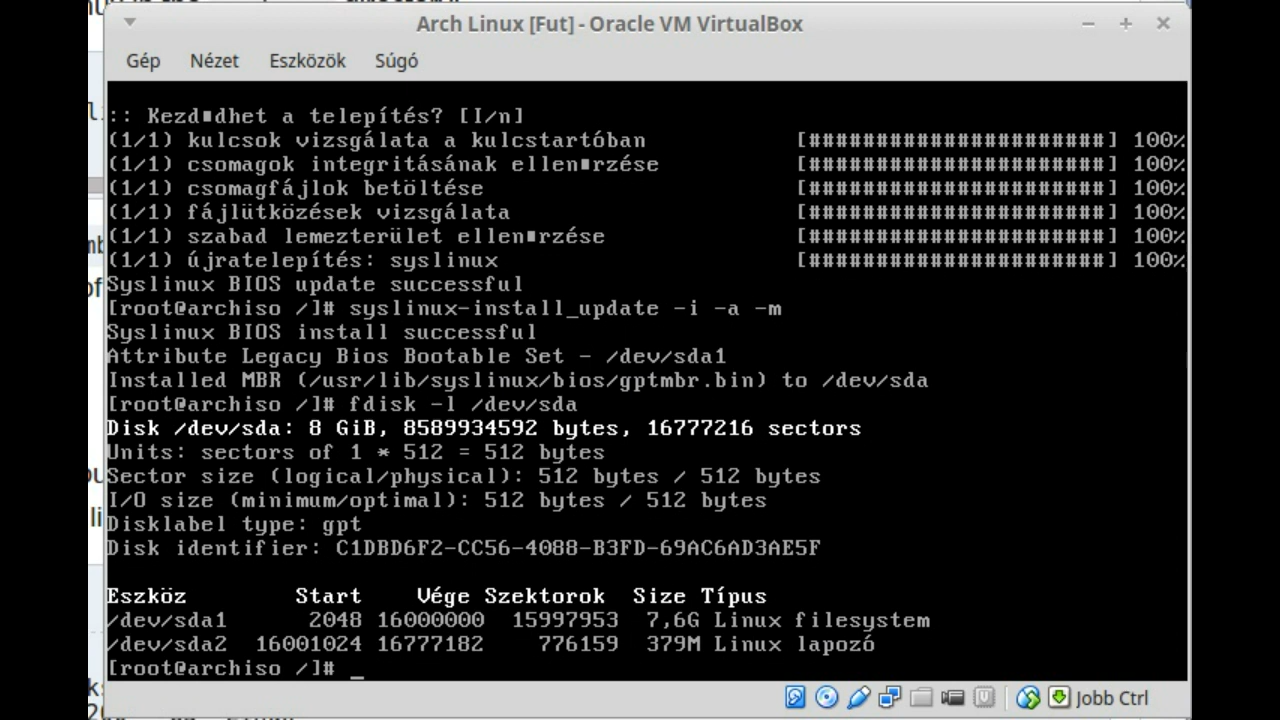 Arch Linux [Fut] - Oracle VM VirtualBox
Gép Nézet Eszközök Súgó
:: Kezd∎dhet a telepítés? [I/n]
(1/1) kulcsok vizsgálata a kulcstartóban [######################] 100%
(1/1) csomagok integritásának ellen∎rzése [######################] 100%
(1/1) csomagfájlok betöltése [######################] 100%
(1/1) fájlütközések vizsgálata [######################] 100%
(1/1) szabad lemezterület ellen∎rzése [######################] 100%
(1/1) újratelepítés: syslinux [######################] 100%
Syslinux BIOS update successful
[root@archiso /]# syslinux-install_update -i -a -m
Syslinux BIOS install successful
Attribute Legacy Bios Bootable Set - /dev/sda1
Installed MBR (/usr/lib/syslinux/bios/gptmbr.bin) to /dev/sda
[root@archiso /]# fdisk -l /dev/sda
Disk /dev/sda: 8 GiB, 8589934592 bytes, 16777216 sectors
Units: sectors of 1 * 512 = 512 bytes
Sector size (logical/physical): 512 bytes / 512 bytes
I/O size (minimum/optimal): 512 bytes / 512 bytes
Disklabel type: gpt
Disk identifier: C1DBD6F2-CC56-4088-B3FD-69AC6AD3AE5F
Eszköz Start Vége Szektorok Size Típus
/dev/sda1 2048 16000000 15997953 7,6G Linux filesystem
/dev/sda2 16001024 16777182 776159 379M Linux lapozó
[root@archiso /]# _
Jobb Ctrl